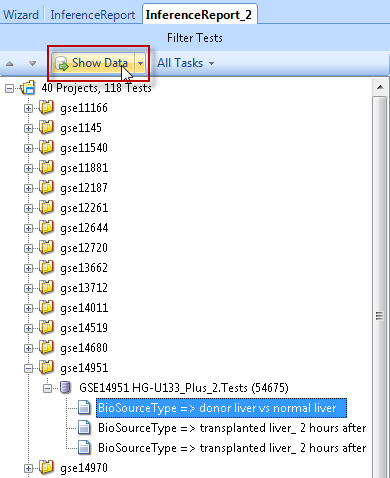 Wizard InferenceReport InferenceReport_2
Filter Tests
Show Data All Tasks
40 Projects, 118 Tests
gse11166
gse1145
gse11540
gse11881
gse12187
gse12261
gse12644
gse12720
gse13662
gse13712
gse14011
gse14519
gse14680
gse14951
GSE14951 HG-U133_Plus_2.Tests (54675)
BioSourceType => donor liver vs normal liver
BioSourceType => transplanted liver_ 2 hours after
BioSourceType => transplanted liver_ 2 hours after
gse14970